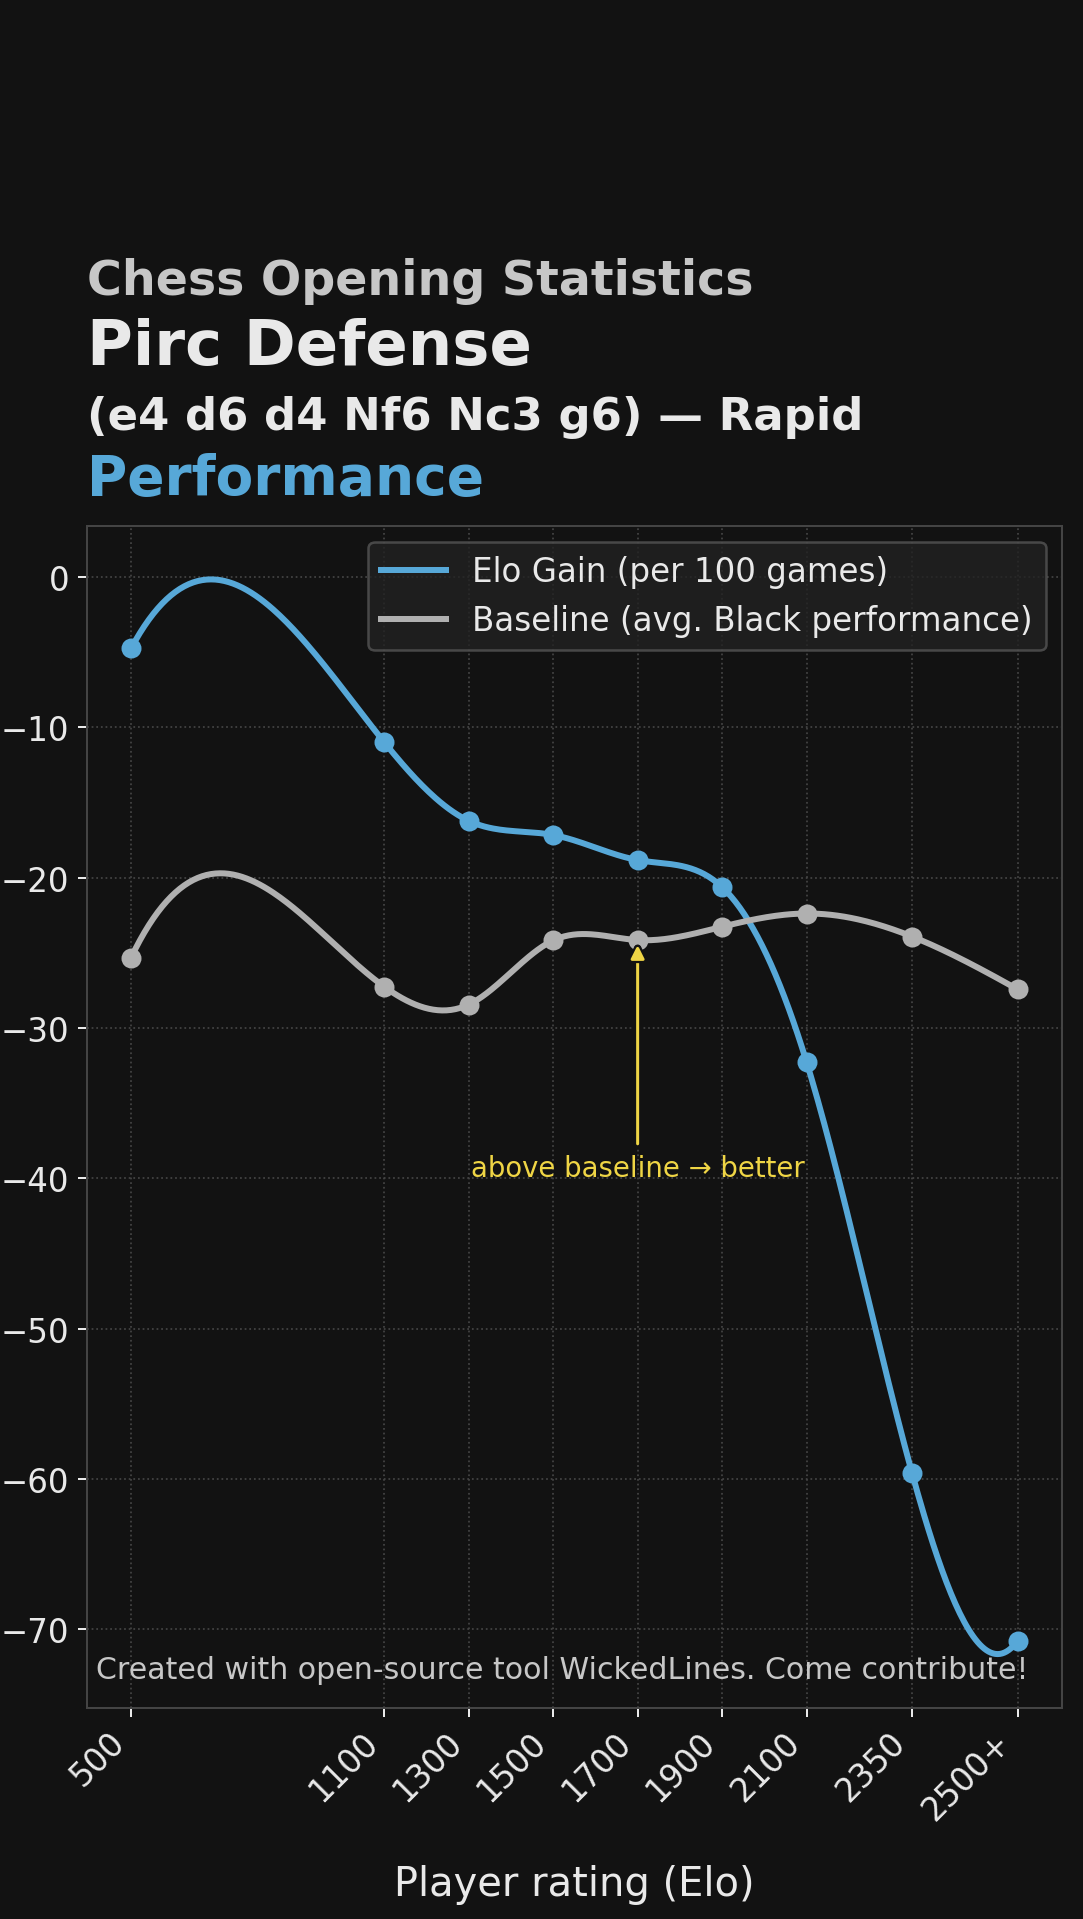 Chess Opening Statistics
Pirc Defense
(e4 d6 d4 Nf6 Nc3 g6) — Rapid
Performance
Elo Gain (per 100 games)
Baseline (avg. Black performance)
0
−10
−20
−30
−40
−50
−60
−70
above baseline → better
Created with open-source tool WickedLines. Come contribute!
500
1100
1300
1500
1700
1900
2100
2350
2500+
Player rating (Elo)